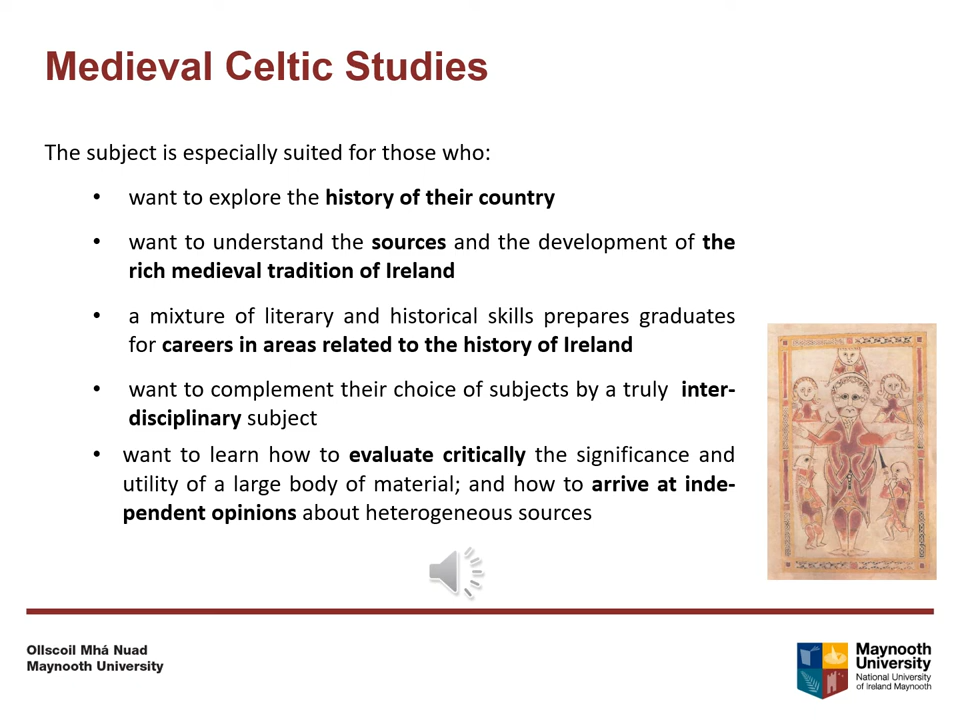 Medieval Celtic Studies
The subject is especially suited for those who:
• want to explore the history of their country
• want to understand the sources and the development of the
rich medieval tradition of Ireland
• a mixture of literary and historical skills prepares graduates
for careers in areas related to the history of Ireland
• want to complement their choice of subjects by a truly inter-
disciplinary subject
• want to learn how to evaluate critically the significance and
utility of a large body of material; and how to arrive at inde-
pendent opinions about heterogeneous sources
Ollscoil Mhá Nuad
Maynooth University
Maynooth
University
National University
of Ireland Maynooth